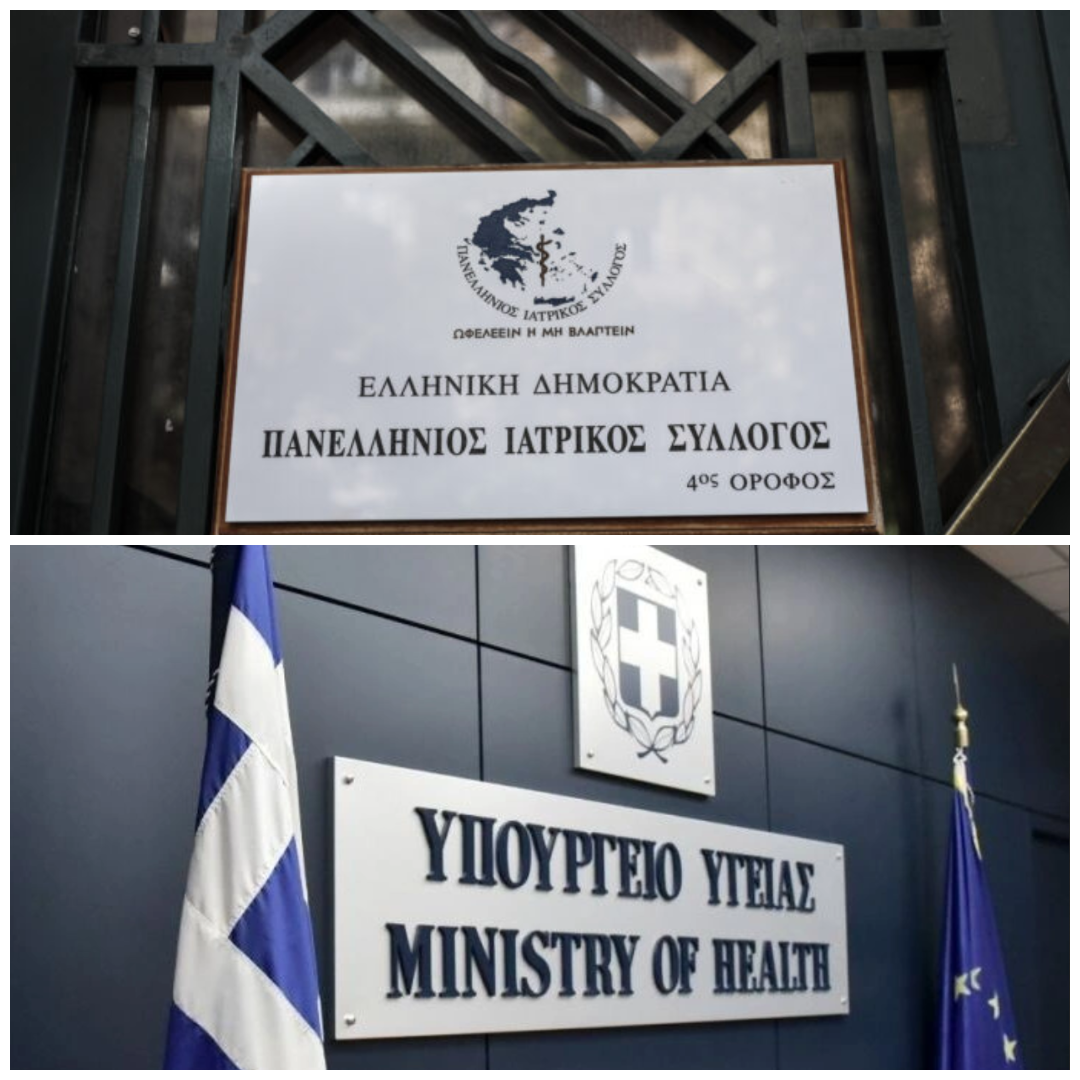 ΠΑΝΕΛΛΗΝΙΟΣ ΙΑΤΡΙΚΟΣ ΣΥΛΛΟΓΟΣ
ΩΦΕΛΕΕΙΝ Η ΜΗ ΒΛΑΠΤΕΙΝ
ΕΛΛΗΝΙΚΗ ΔΗΜΟΚΡΑΤΙΑ
ΠΑΝΕΛΛΗΝΙΟΣ ΙΑΤΡΙΚΟΣ ΣΥΛΛΟΓΟΣ
4ος ΟΡΟΦΟΣ
ΥΠΟΥΡΓΕΙΟ ΥΓΕΙΑΣ
MINISTRY OF HEALTH